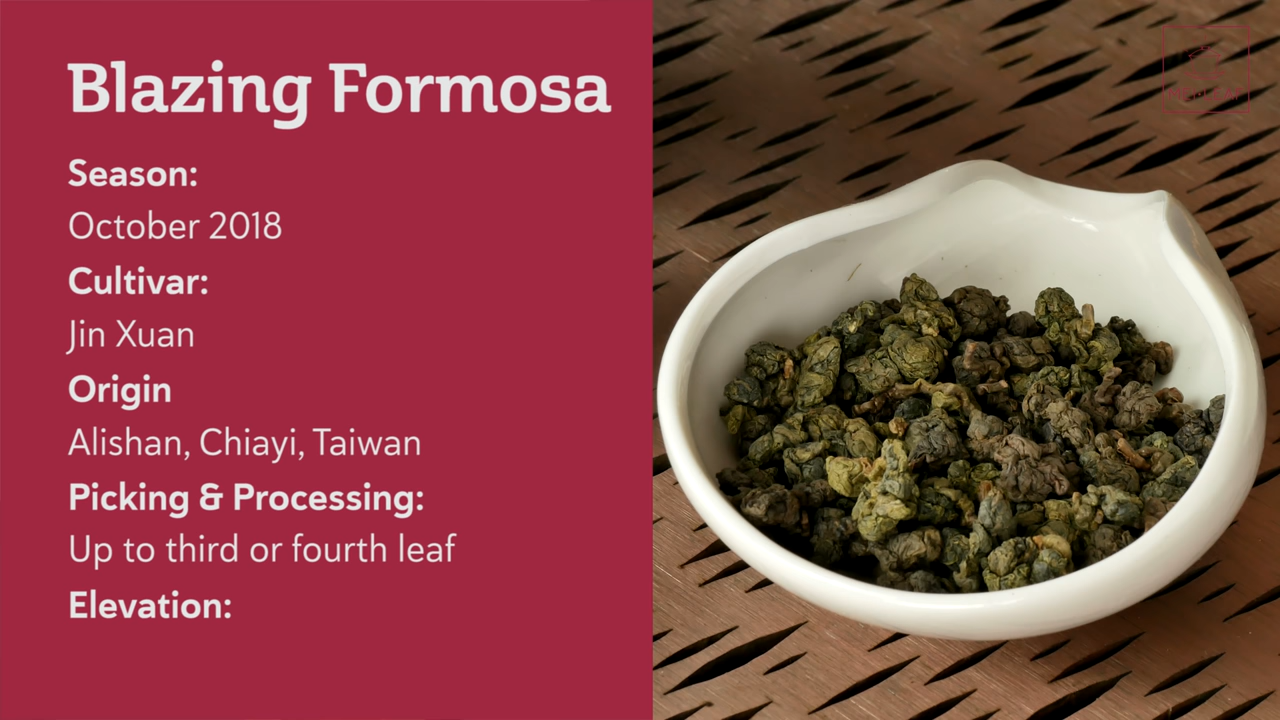 Blazing Formosa
Season:
October 2018
Cultivar:
Jin Xuan
Origin
Alishan, Chiayi, Taiwan
Picking & Processing:
Up to third or fourth leaf
Elevation: